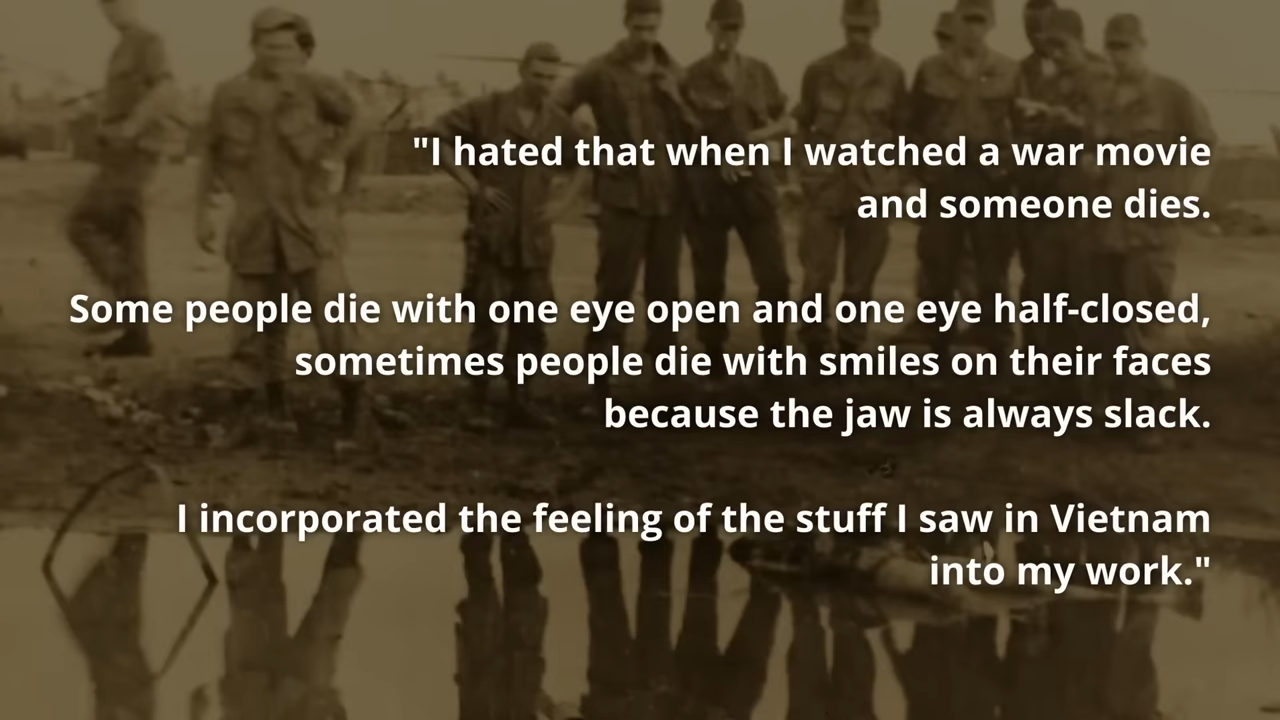 "I hated that when I watched a war movie
and someone dies.
Some people die with one eye open and one eye half-closed,
sometimes people die with smiles on their faces
because the jaw is always slack.
I incorporated the feeling of the stuff I saw in Vietnam
into my work."